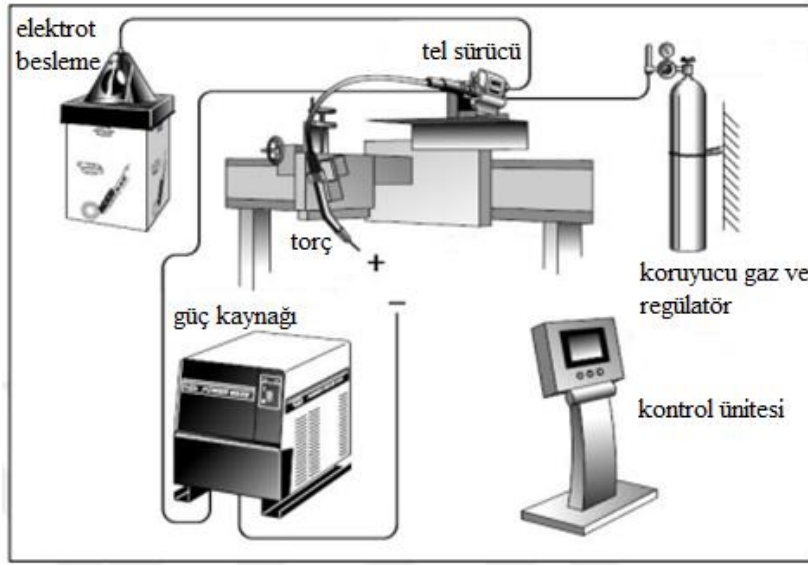 elektrot
besleme
tel sürücü
torç
+
−
koruyucu gaz ve
regülatör
güç kaynağı
kontrol ünitesi